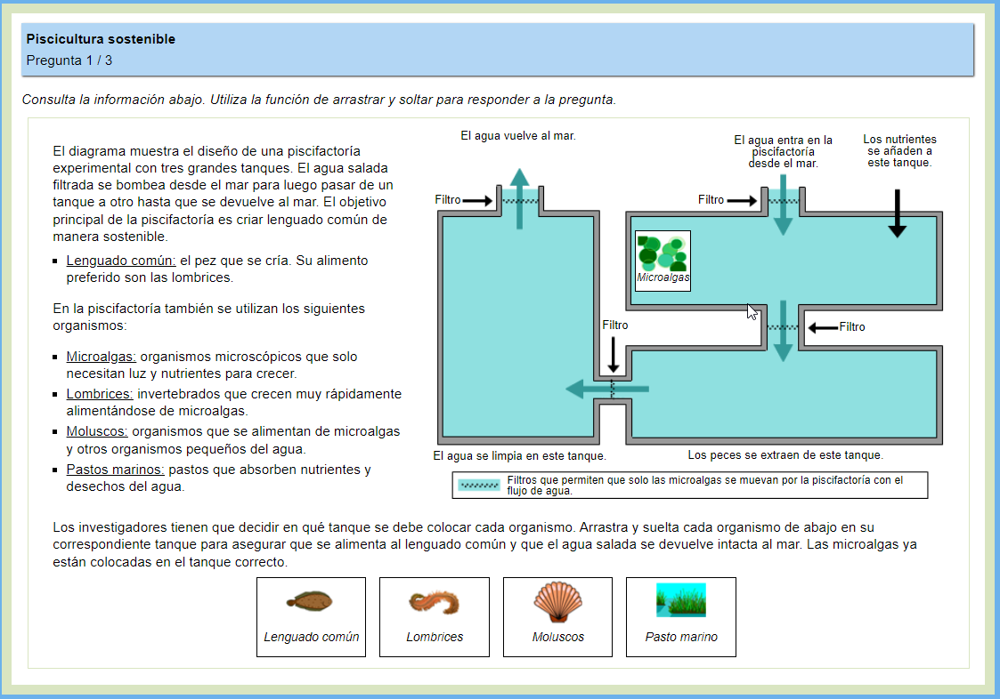 Piscicultura sostenible
Pregunta 1 / 3
Consulta la información abajo. Utiliza la función de arrastrar y soltar para responder a la pregunta.
El diagrama muestra el diseño de una piscifactoría
experimental con tres grandes tanques. El agua salada
filtrada se bombea desde el mar para luego pasar de un
tanque a otro hasta que se devuelve al mar. El objetivo
principal de la piscifactoría es criar lenguado común de
manera sostenible.
Lenguado común: el pez que se cría. Su alimento
preferido son las lombrices.
En la piscifactoría también se utilizan los siguientes
organismos:
Microalgas: organismos microscópicos que solo
necesitan luz y nutrientes para crecer.
Lombrices: invertebrados que crecen muy rápidamente
alimentándose de microalgas.
Moluscos: organismos que se alimentan de microalgas
y otros organismos pequeños del agua.
Pastos marinos: pastos que absorben nutrientes y
desechos del agua.
El agua vuelve al mar.
El agua entra en la
piscifactoría
desde el mar.
Los nutrientes
se añaden a
este tanque.
Filtro
Filtro
Microalgas
Filtro
Filtro
El agua se limpia en este tanque.
Los peces se extraen de este tanque.
Filtros que permiten que solo las microalgas se muevan por la piscifactoría con el
flujo de agua.
Los investigadores tienen que decidir en qué tanque se debe colocar cada organismo. Arrastra y suelta cada organismo de abajo en su
correspondiente tanque para asegurar que se alimenta al lenguado común y que el agua salada se devuelve intacta al mar. Las microalgas ya
están colocadas en el tanque correcto.
Lenguado común
Lombrices
Moluscos
Pasto marino